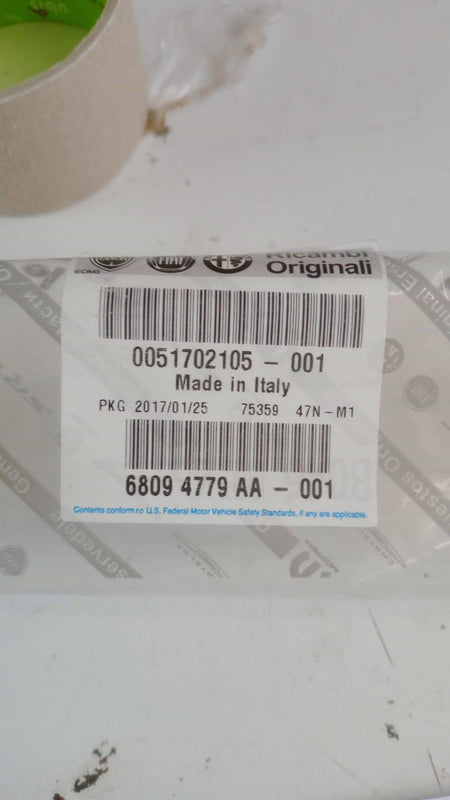 FIAT
Ricambi
Originali
0051702105 - 001
Made in Italy
PKG 2017/01/25 75359 47N-M1
6809 4779 AA - 001
Contents conform to U.S. Federal Motor Vehicle Safety Standards, if any are applicable.